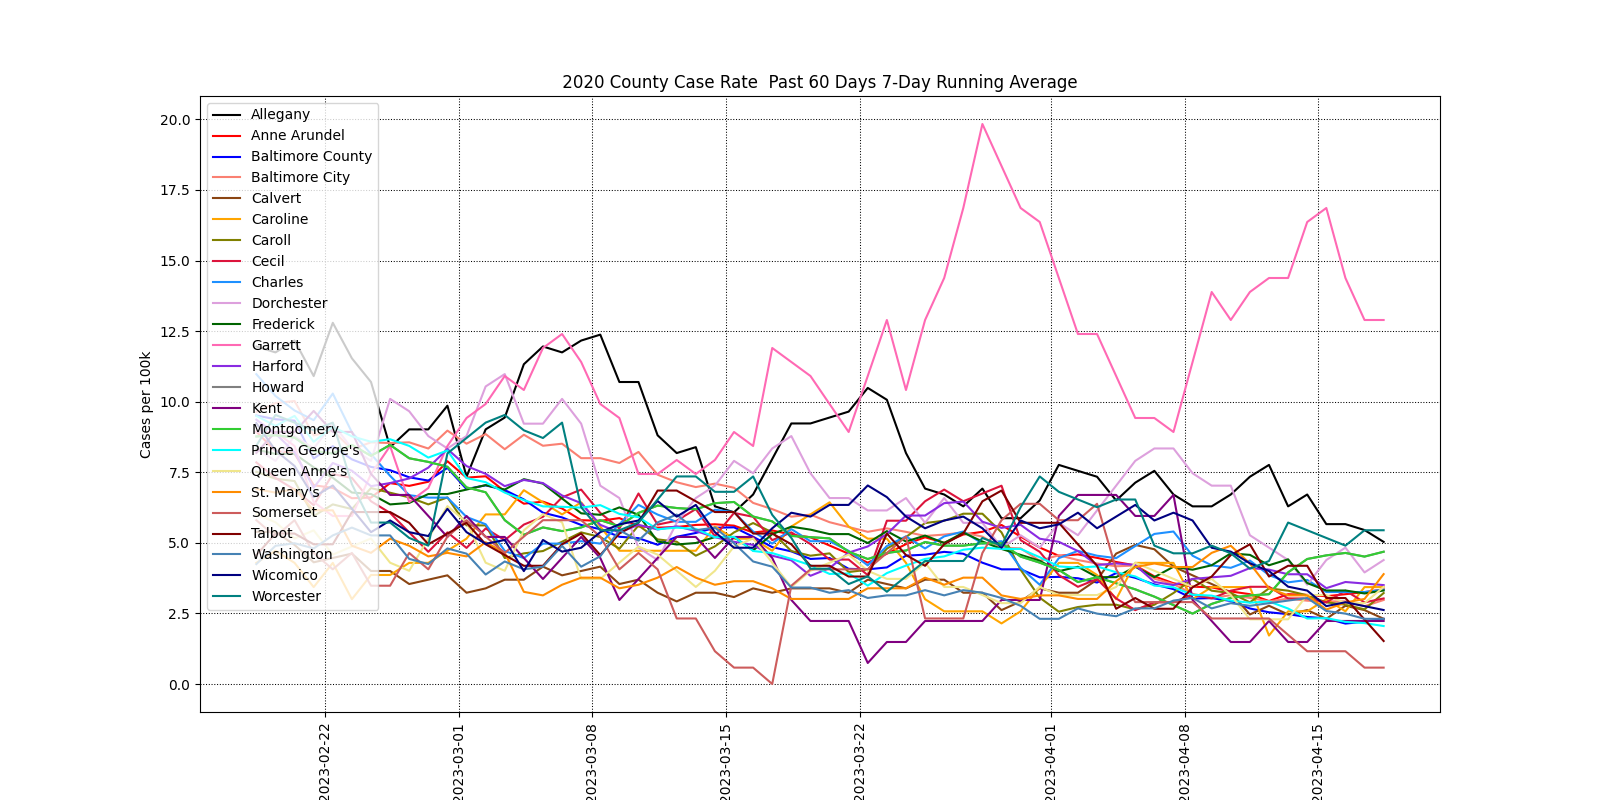 2020 County Case Rate  Past 60 Days 7-Day Running Average
Cases per 100k
20.0
17.5
15.0
12.5
10.0
7.5
5.0
2.5
0.0
Allegany
Anne Arundel
Baltimore County
Baltimore City
Calvert
Caroline
Caroll
Cecil
Charles
Dorchester
Frederick
Garrett
Harford
Howard
Kent
Montgomery
Prince George's
Queen Anne's
St. Mary's
Somerset
Talbot
Washington
Wicomico
Worcester
2023-02-22
2023-03-01
2023-03-08
2023-03-15
2023-03-22
2023-04-01
2023-04-08
2023-04-15